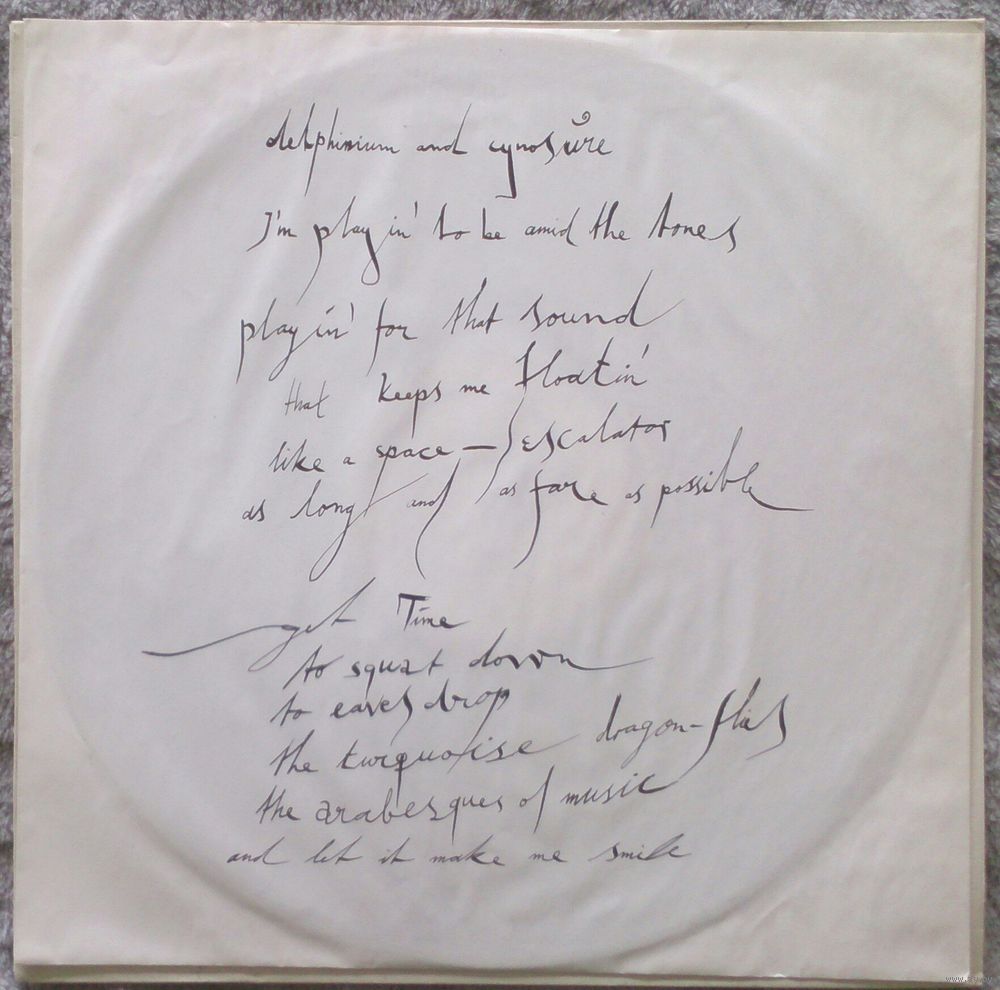 delphinium and cynosůre
I'm playin' to be amid the tones
playin' for that sound
that keeps me floatin'
like a space — escalator
as long and as fare as possible
get Time
to squat down
to eavesdrop
the turquoise dragon-flies
the arabesques of music
and let it make me smile